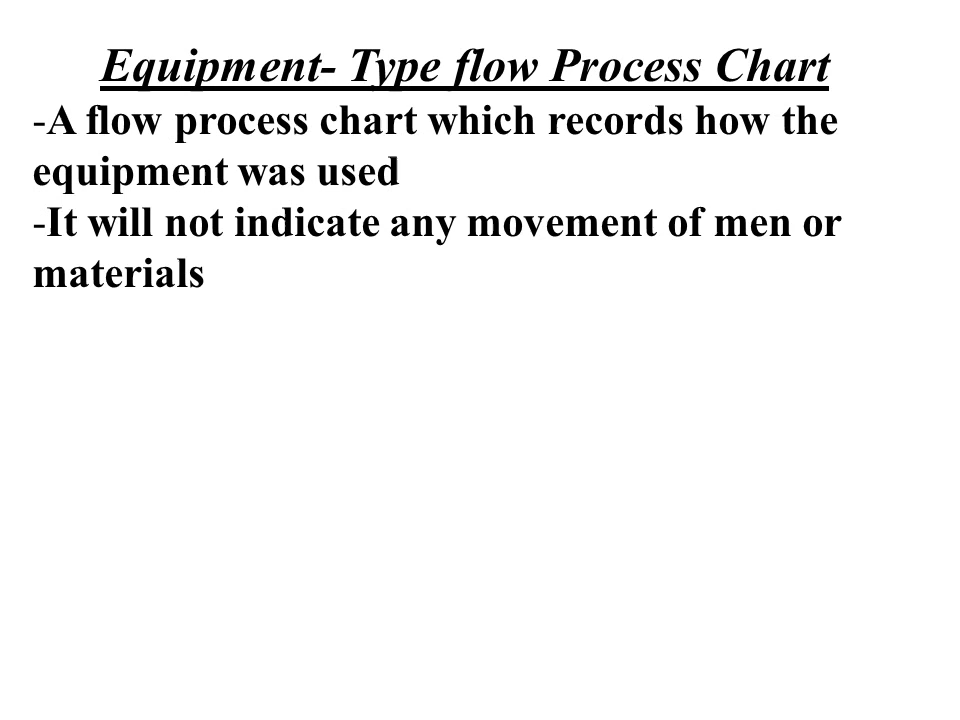 Equipment- Type flow Process Chart
-A flow process chart which records how the
equipment was used
-It will not indicate any movement of men or
materials